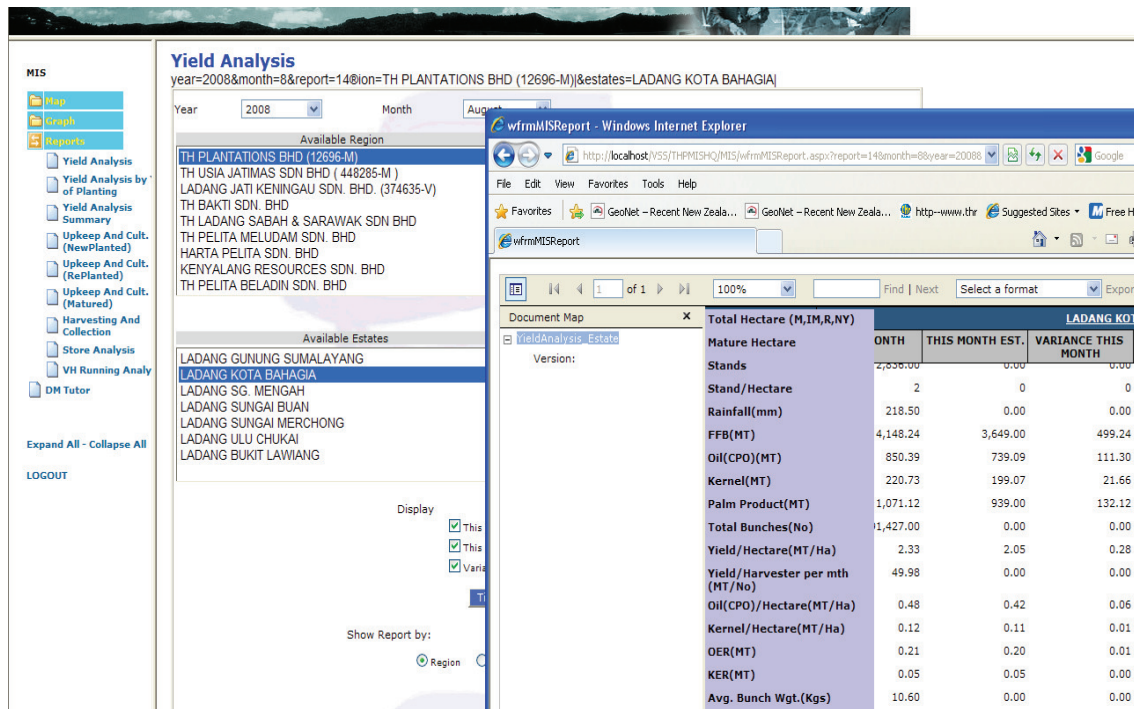 MIS
Map
Graph
Reports
Yield Analysis
Yield Analysis by
of Planting
Yield Analysis
Summary
Upkeep And Cult.
(NewPlanted)
Upkeep And Cult.
(RePlanted)
Upkeep And Cult.
(Matured)
Harvesting And
Collection
Store Analysis
VH Running Analy
DM Tutor
Expand All - Collapse All
LOGOUT
Yield Analysis
year=2008&month=8&report=14®ion=TH PLANTATIONS BHD (12696-M)|&estates=LADANG KOTA BAHAGIA|
Year 2008 Month
Available Region
TH PLANTATIONS BHD (12696-M)
TH USIA JATIMAS SDN BHD ( 448285-M )
LADANG JATI KENINGAU SDN. BHD. (374635-V)
TH BAKTI SDN. BHD
TH LADANG SABAH & SARAWAK SDN BHD
TH PELITA MELUDAM SDN. BHD
HARTA PELITA SDN. BHD
KENYALANG RESOURCES SDN. BHD
TH PELITA BELADIN SDN. BHD
Available Estates
LADANG GUNUNG SUMALAYANG
LADANG KOTA BAHAGIA
LADANG SG. MENGAH
LADANG SUNGAI BUAN
LADANG SUNGAI MERCHONG
LADANG ULU CHUKAI
LADANG BUKIT LAWIANG
Display
This
This
Varia
Show Report by:
Region
wfrmMISReport - Windows Internet Explorer
http://localhost/VSS/THPMISHQ/MIS/wfrmMISReport.aspx?report=14&month=8&year=2008& Google
File Edit View Favorites Tools Help
Favorites GeoNet – Recent New Zeala... GeoNet – Recent New Zeala... http--www.thr Suggested Sites Free H
wfrmMISReport
1 of 1 100% Find | Next Select a format Expor
Document Map x
YieldAnalysis_Estate
Version:
LADANG KOT
ONTH THIS MONTH EST. VARIANCE THIS
MONTH
Total Hectare (M,IM,R,NY)
Mature Hectare
Stands 2,836.00 0.00 0.00
Stand/Hectare 2 0 0
Rainfall(mm) 218.50 0.00 0.00
FFB(MT) 4,148.24 3,649.00 499.24
Oil(CPO)(MT) 850.39 739.09 111.30
Kernel(MT) 220.73 199.07 21.66
Palm Product(MT) 1,071.12 939.00 132.12
Total Bunches(No) 1,427.00 0.00 0.00
Yield/Hectare(MT/Ha) 2.33 2.05 0.28
Yield/Harvester per mth
(MT/No) 49.98 0.00 0.00
Oil(CPO)/Hectare(MT/Ha) 0.48 0.42 0.06
Kernel/Hectare(MT/Ha) 0.12 0.11 0.01
OER(MT) 0.21 0.20 0.01
KER(MT) 0.05 0.05 0.00
Avg. Bunch Wgt.(Kgs) 10.60 0.00 0.00